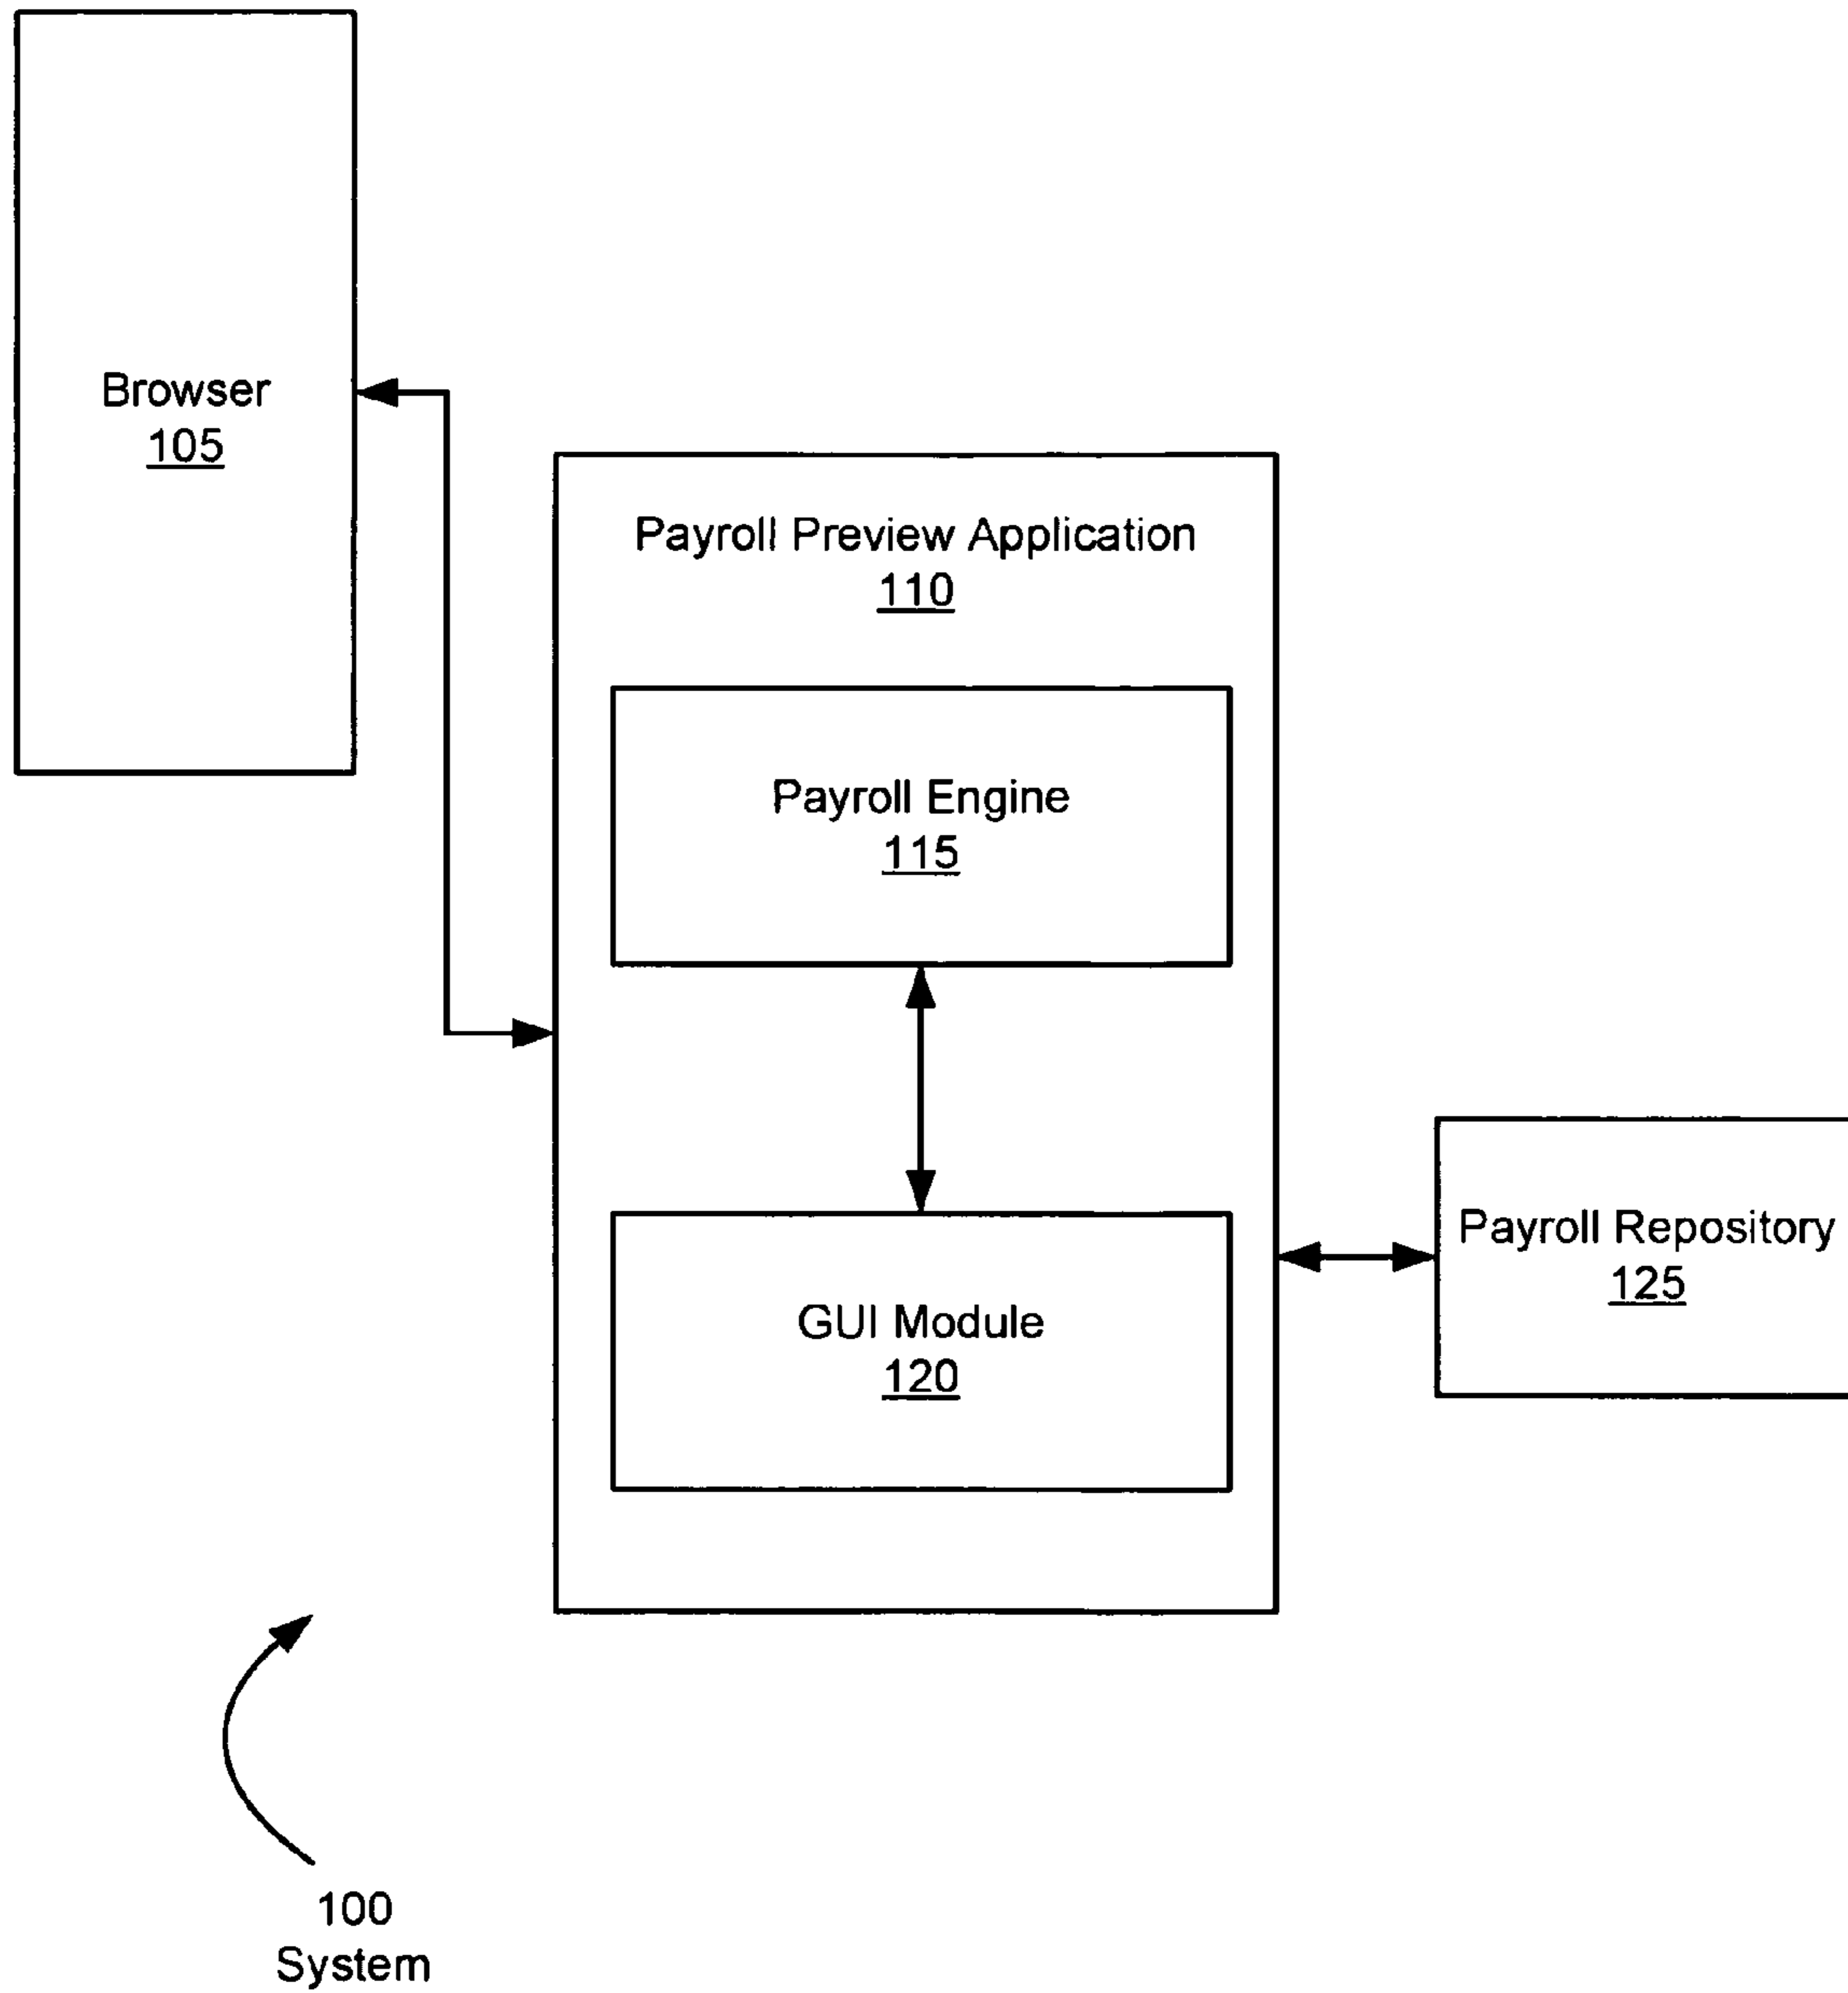 Browser
105
Payroll Preview Application
110
Payroll Engine
115
GUI Module
120
Payroll Repository
125
100
System